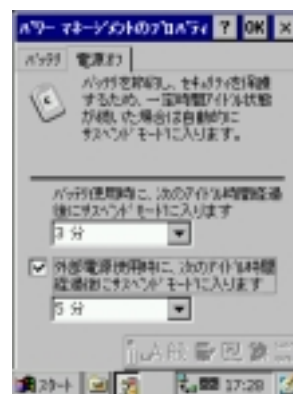 パワー マネージメントのプロパティ ? OK ×
バッテリ 電源オフ
バッテリを節約し、セキュリティを保護
するため、一定時間アイドル状態
が続いた場合は自動的に
サスペンド モードに入ります。
バッテリ使用時に、次のアイドル時間経過
後にサスペンド モードに入ります
3 分
外部電源使用時に、次のアイドル時間
経過後にサスペンド モードに入ります
5 分
スタート 17:28